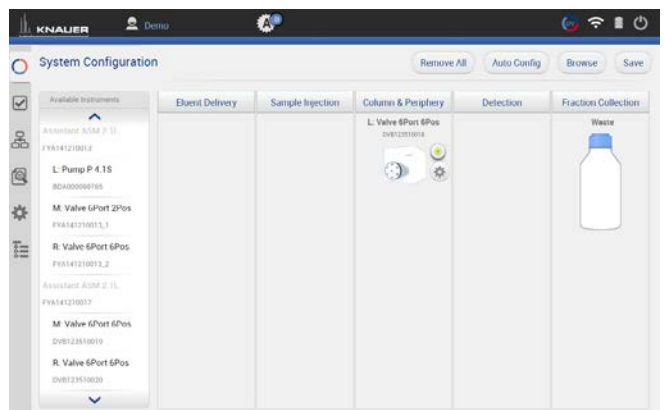 KNAUER
Demo
System Configuration
Remove All
Auto Config
Browse
Save
Available Instruments
Eluent Delivery
Sample Injection
Column & Periphery
Detection
Fraction Collection
Assistant ASM 2.1L
FYA141210013
L: Pump P 4.1S
M: Valve 6Port 2Pos
FYA141210013_1
R: Valve 6Port 6Pos
FYA141210013_2
Assistant ASM 2.1L
FYA141210017
M: Valve 6Port 6Pos
DVB123510019
R: Valve 6Port 6Pos
DVB123510020
L: Valve 6Port 6Pos
DVB123510018
Waste